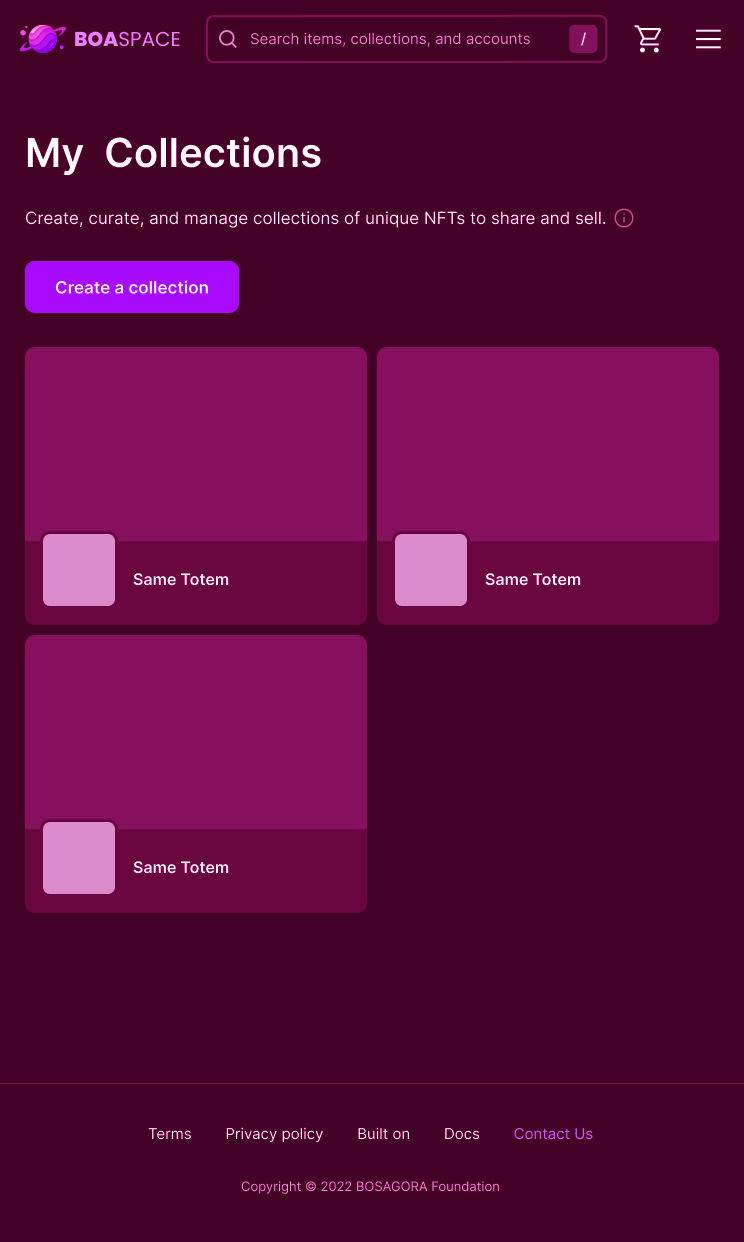 BOASPACE
Search items, collections, and accounts /
My Collections
Create, curate, and manage collections of unique NFTs to share and sell.
Create a collection
Same Totem Same Totem
Same Totem
Terms Privacy policy Built on Docs Contact Us
Copyright © 2022 BOSAGORA Foundation